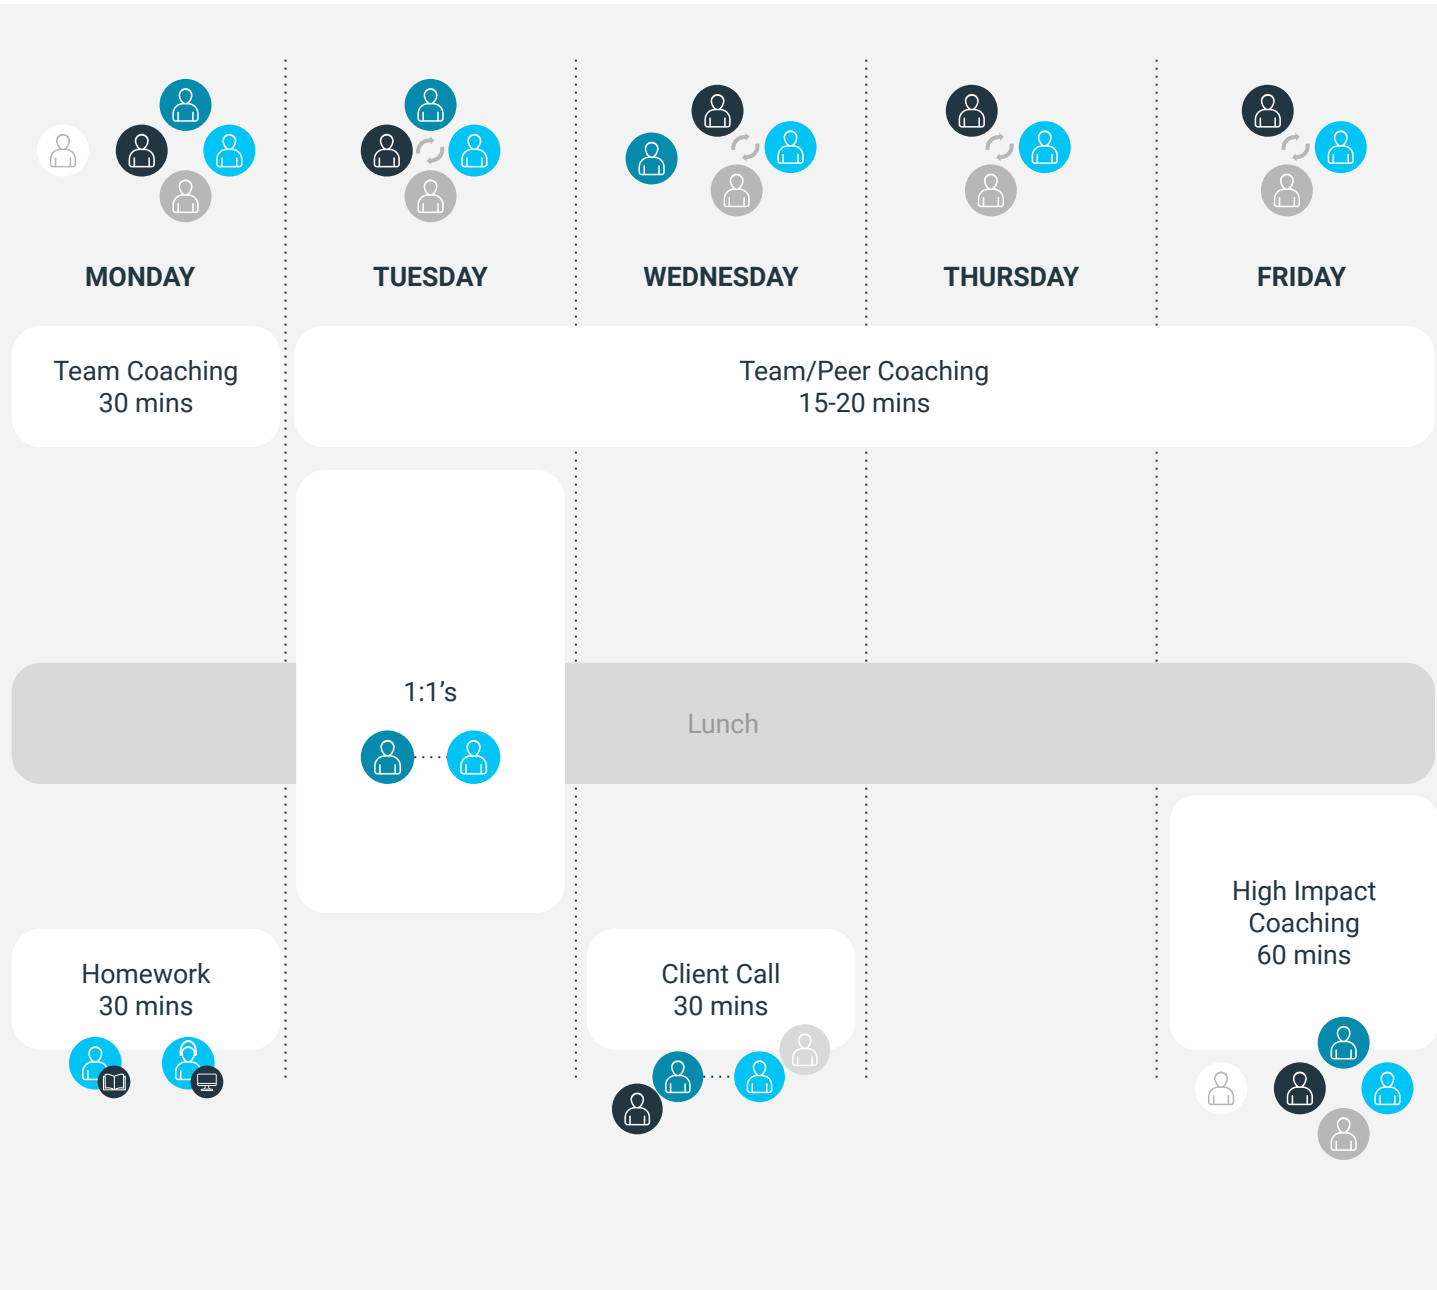 MONDAY
TUESDAY
WEDNESDAY
THURSDAY
FRIDAY
Team Coaching
30 mins
Team/Peer Coaching
15-20 mins
1:1’s
Lunch
High Impact
Coaching
60 mins
Homework
30 mins
Client Call
30 mins